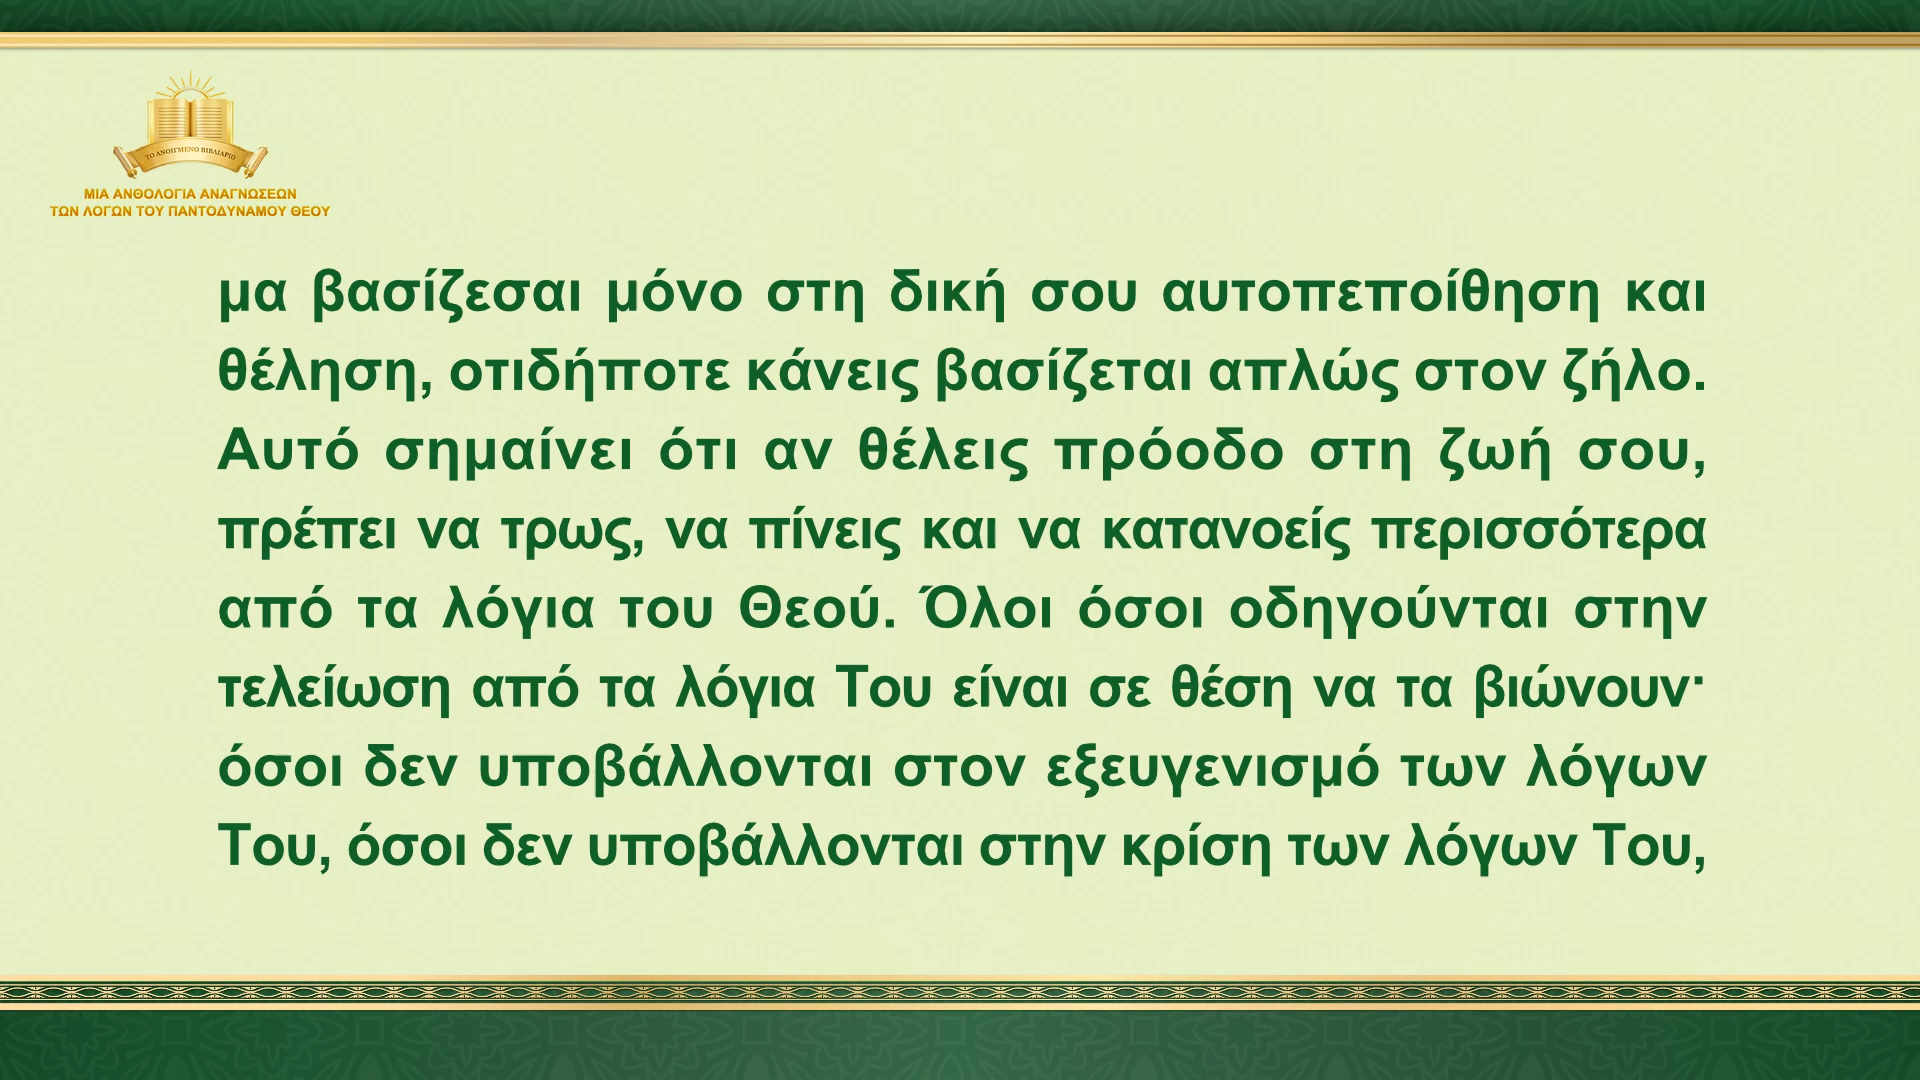 ΤΟ ΑΝΟΙΓΜΕΝΟ ΒΙΒΛΙΑΡΙΟ
ΜΙΑ ΑΝΘΟΛΟΓΙΑ ΑΝΑΓΝΩΣΕΩΝ
ΤΩΝ ΛΟΓΩΝ ΤΟΥ ΠΑΝΤΟΔΥΝΑΜΟΥ ΘΕΟΥ
μα βασίζεσαι μόνο στη δική σου αυτοπεποίθηση και
θέληση, οτιδήποτε κάνεις βασίζεται απλώς στον ζήλο.
Αυτό σημαίνει ότι αν θέλεις πρόοδο στη ζωή σου,
πρέπει να τρως, να πίνεις και να κατανοείς περισσότερα
από τα λόγια του Θεού. Όλοι όσοι οδηγούνται στην
τελείωση από τα λόγια Του είναι σε θέση να τα βιώνουν·
όσοι δεν υποβάλλονται στον εξευγενισμό των λόγων
Του, όσοι δεν υποβάλλονται στην κρίση των λόγων Του,